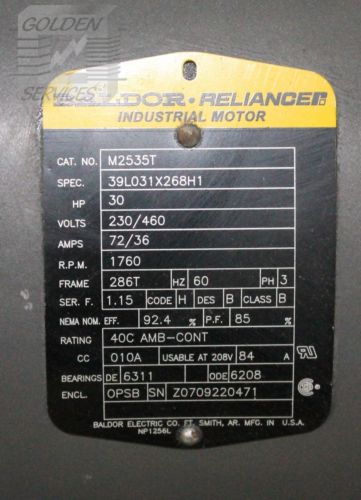 GOLDEN
SERVICES
BALDOR · RELIANCER
INDUSTRIAL MOTOR
CAT. NO. M2535T
SPEC. 39L031X268H1
HP 30
VOLTS 230/460
AMPS 72/36
R.P.M. 1760
FRAME 286T HZ 60 PH 3
SER. F. 1.15 CODE H DES B CLASS B
NEMA NOM. EFF. 92.4 % P.F. 85 %
RATING 40C AMB-CONT
CC 010A USABLE AT 208V 84 A
BEARINGS DE 6311 ODE 6208
ENCL. OPSB SN Z0709220471
BALDOR ELECTRIC CO. FT. SMITH, AR. MFG. IN U.S.A.
NP1256L